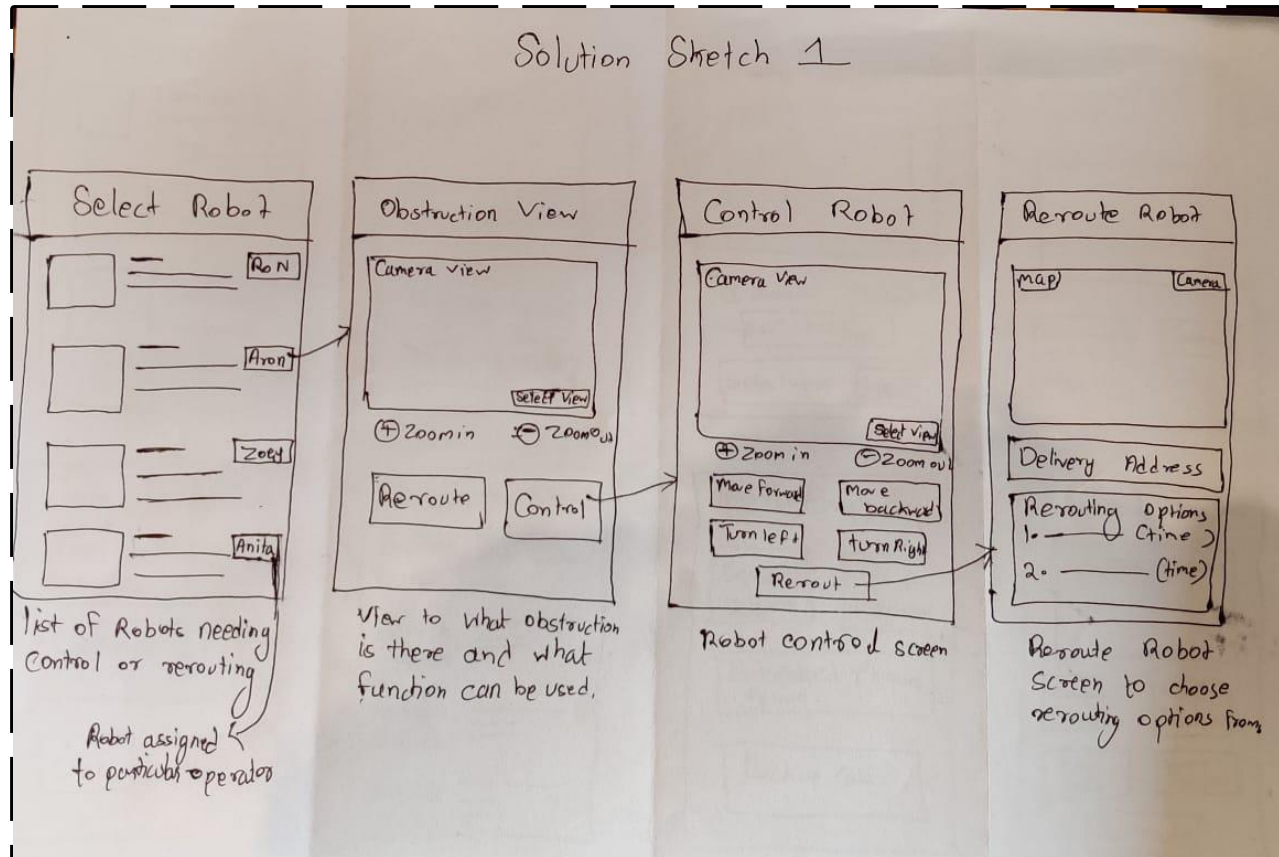 Solution Sketch 1
Select Robot
RoN
Aron
Zoey
Anita
list of Robots needing
Control or rerouting
Robot assigned
to particular operator
Obstruction View
Camera View
Select View
+ Zoomin
- Zoomout
Reroute
Control
View to what obstruction
is there and what
function can be used.
Control Robot
Camera View
Select View
+ Zoom in
- Zoom out
Move Forward
Move
backward
Turn left
turn Right
Rerout
Robot control screen
Reroute Robot
Map
Camera
Delivery Address
Rerouting Options
1. (time)
2. (time)
Reroute Robot
Screen to choose
rerouting options from